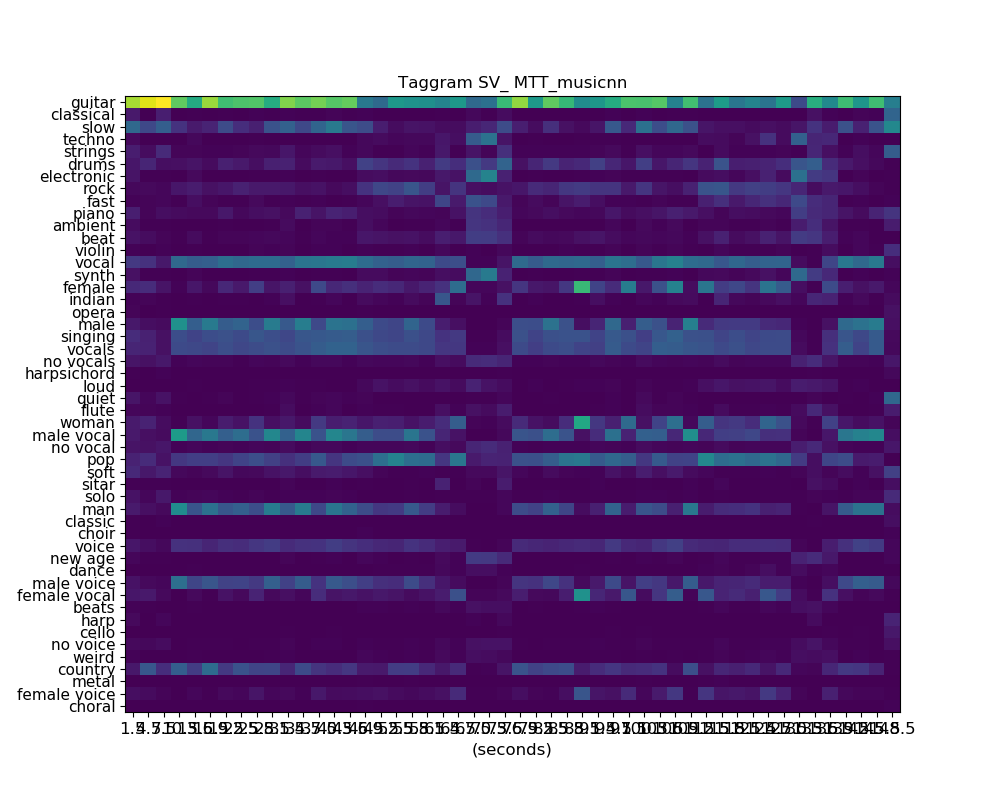 Taggram SV_ MTT_musicnn
guitar
classical
slow
techno
strings
drums
electronic
rock
fast
piano
ambient
beat
violin
vocal
synth
female
indian
opera
male
singing
vocals
no vocals
harpsichord
loud
quiet
flute
woman
male vocal
no vocal
pop
soft
sitar
solo
man
classic
choir
voice
new age
dance
male voice
female vocal
beats
harp
cello
no voice
weird
country
metal
female voice
choral
(seconds)